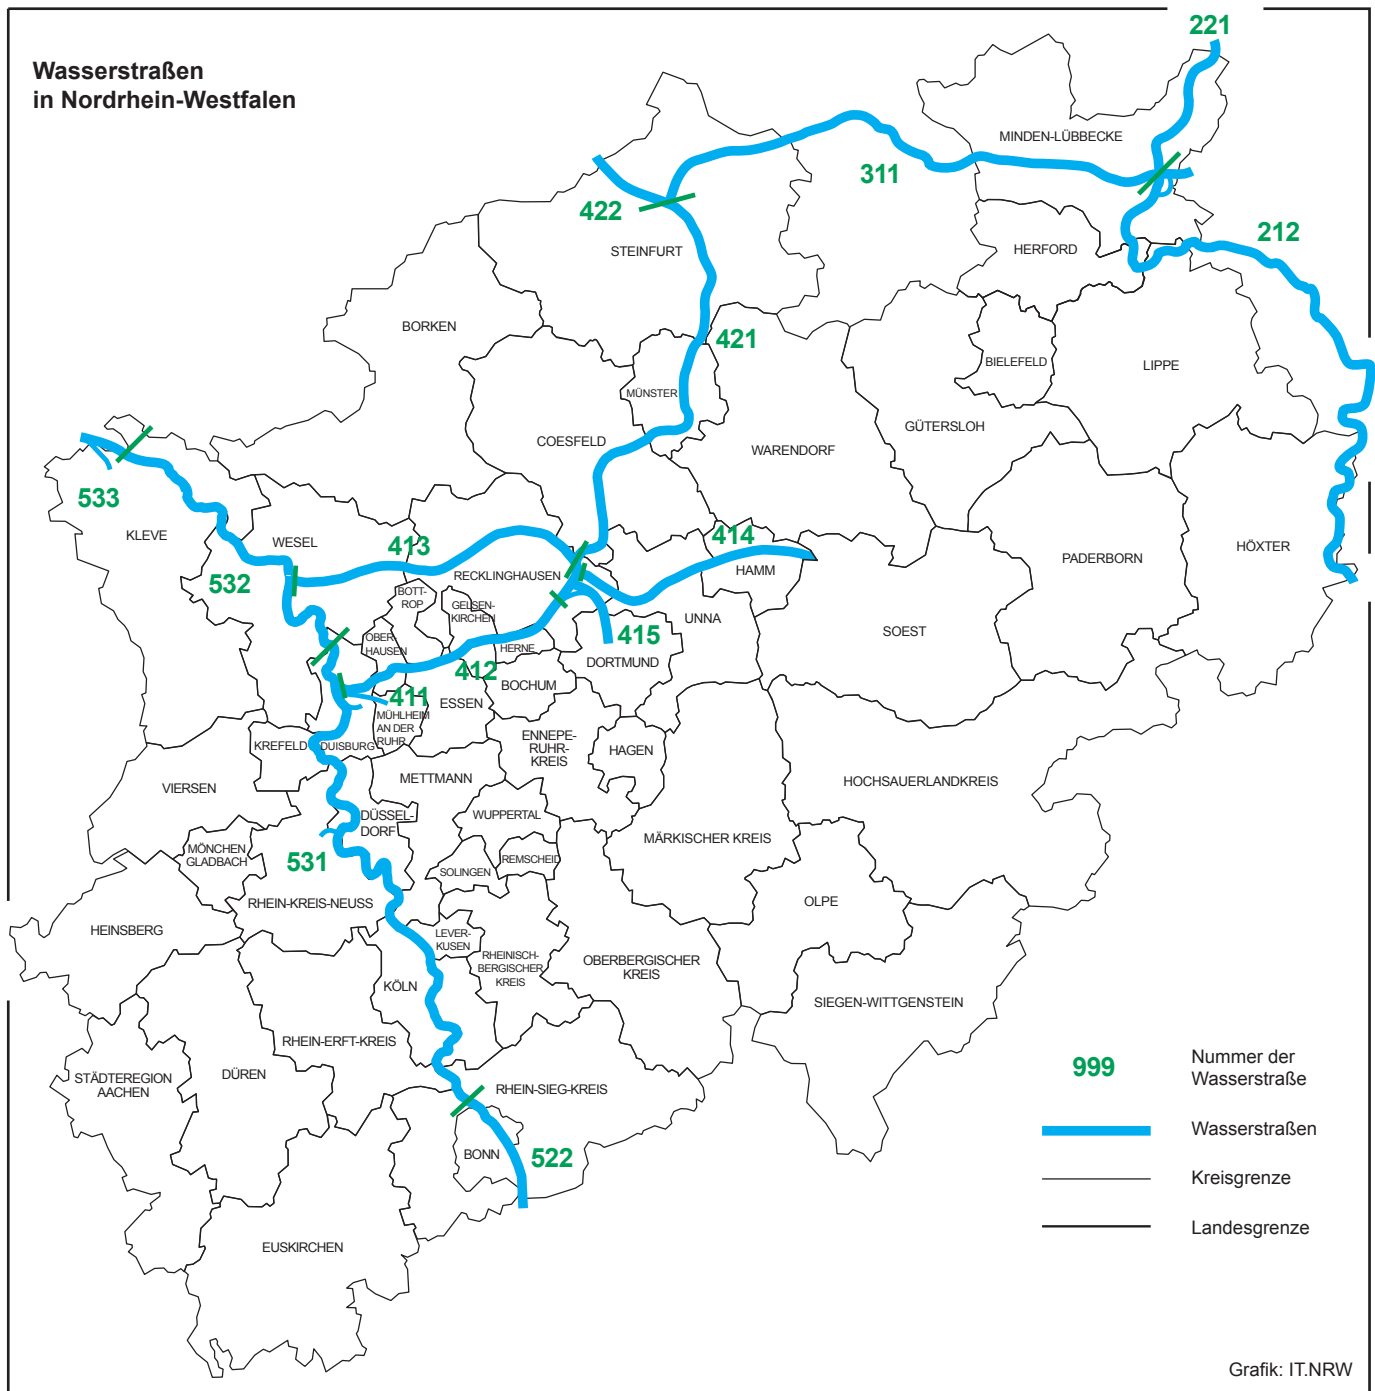 Wasserstraßen
in Nordrhein-Westfalen
221
MINDEN-LÜBBECKE
311
422
212
STEINFURT
HERFORD
BORKEN
421
BIELEFELD
LIPPE
MÜNSTER
COESFELD
GÜTERSLOH
WARENDORF
533
KLEVE
WESEL
413
414
HÖXTER
PADERBORN
532
RECKLINGHAUSEN
HAMM
BOTT-
ROP
GELSEN-
KIRCHEN
UNNA
SOEST
OBER-
HAUSEN
HERNE
415
DORTMUND
412
411
ESSEN
BOCHUM
MÜHLHEIM
AN DER
RUHR
KREFELD
DUISBURG
ENNEPE-
RUHR-
KREIS
HAGEN
METTMANN
HOCHSAUERLANDKREIS
VIERSEN
DÜSSEL-
DORF
WUPPERTAL
MÄRKISCHER KREIS
MÖNCHEN
GLADBACH
531
REMSCHEID
SOLINGEN
RHEIN-KREIS-NEUSS
OLPE
HEINSBERG
LEVER-
KUSEN
RHEINISCH-
BERGISCHER
KREIS
OBERBERGISCHER
KREIS
KÖLN
SIEGEN-WITTGENSTEIN
RHEIN-ERFT-KREIS
DÜREN
STÄDTEREGION
AACHEN
RHEIN-SIEG-KREIS
BONN
522
EUSKIRCHEN
999
Nummer der
Wasserstraße
Wasserstraßen
Kreisgrenze
Landesgrenze
Grafik: IT.NRW